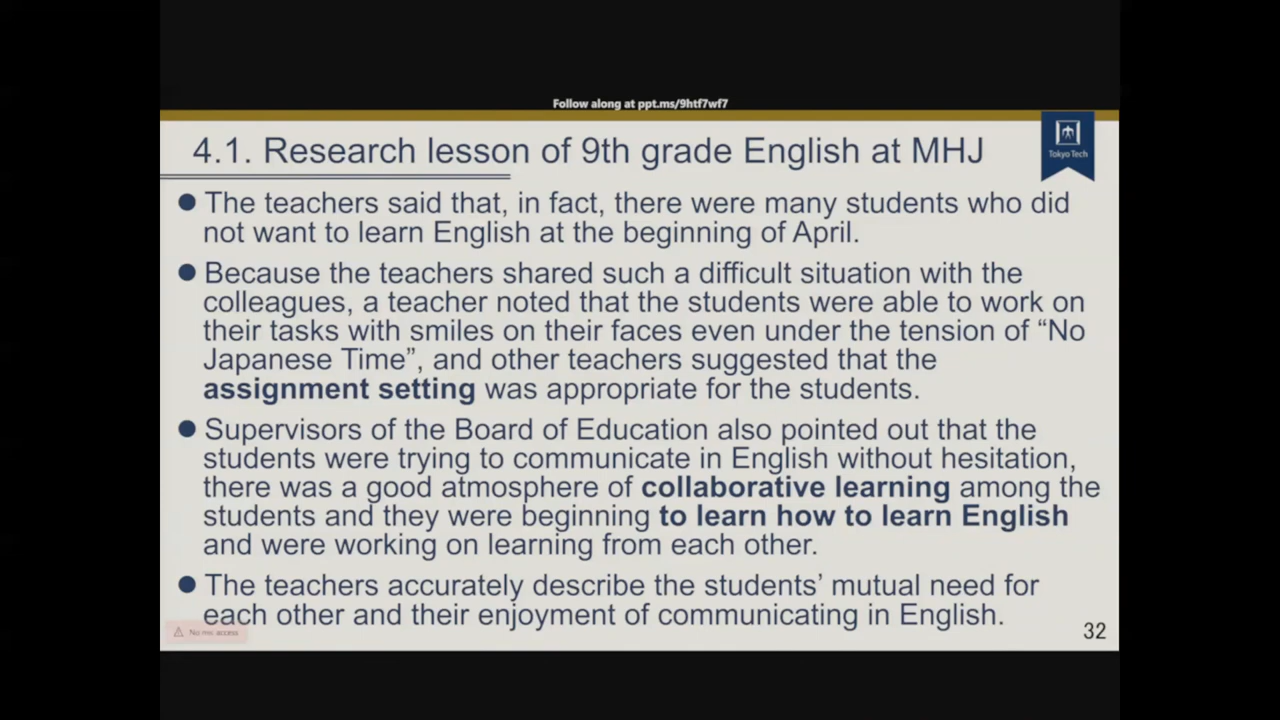 Follow along at ppt.ms/9htf7wf7
4.1. Research lesson of 9th grade English at MHJ
Tokyo Tech
● The teachers said that, in fact, there were many students who did
not want to learn English at the beginning of April.
● Because the teachers shared such a difficult situation with the
colleagues, a teacher noted that the students were able to work on
their tasks with smiles on their faces even under the tension of “No
Japanese Time”, and other teachers suggested that the
assignment setting was appropriate for the students.
● Supervisors of the Board of Education also pointed out that the
students were trying to communicate in English without hesitation,
there was a good atmosphere of collaborative learning among the
students and they were beginning to learn how to learn English
and were working on learning from each other.
● The teachers accurately describe the students’ mutual need for
each other and their enjoyment of communicating in English.
No mic access
32